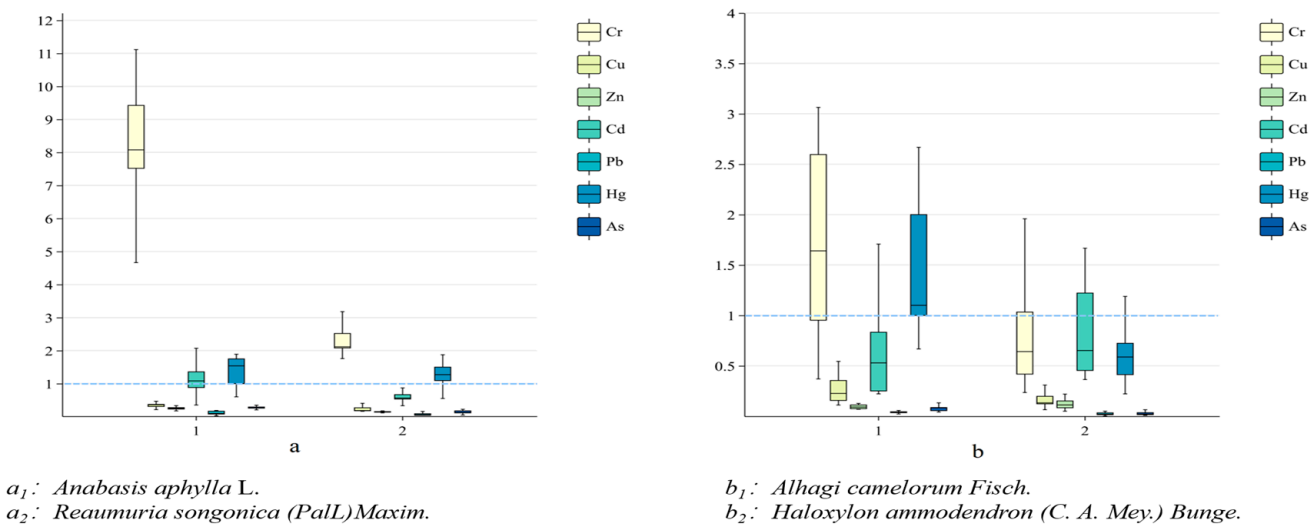 12
11
10
9
8
7
6
5
4
3
2
1
1
2
a
Cr
Cu
Zn
Cd
Pb
Hg
As
4
3.5
3
2.5
2
1.5
1
0.5
1
2
b
Cr
Cu
Zn
Cd
Pb
Hg
As
a1: Anabasis aphylla L.
a2: Reaumuria songonica (PalL)Maxim.
b1: Alhagi camelorum Fisch.
b2: Haloxylon ammodendron (C. A. Mey.) Bunge.